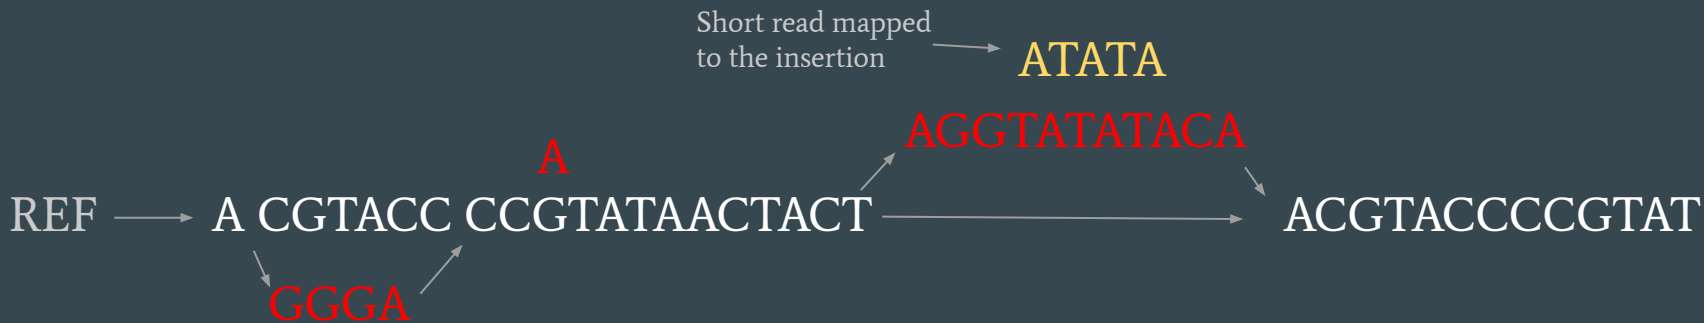 Short read mapped
to the insertion
ATATA
AGGTATATACA
A
REF
A CGTACC CCGTATAACTACT
ACGTACCCCGTAT
GGGA